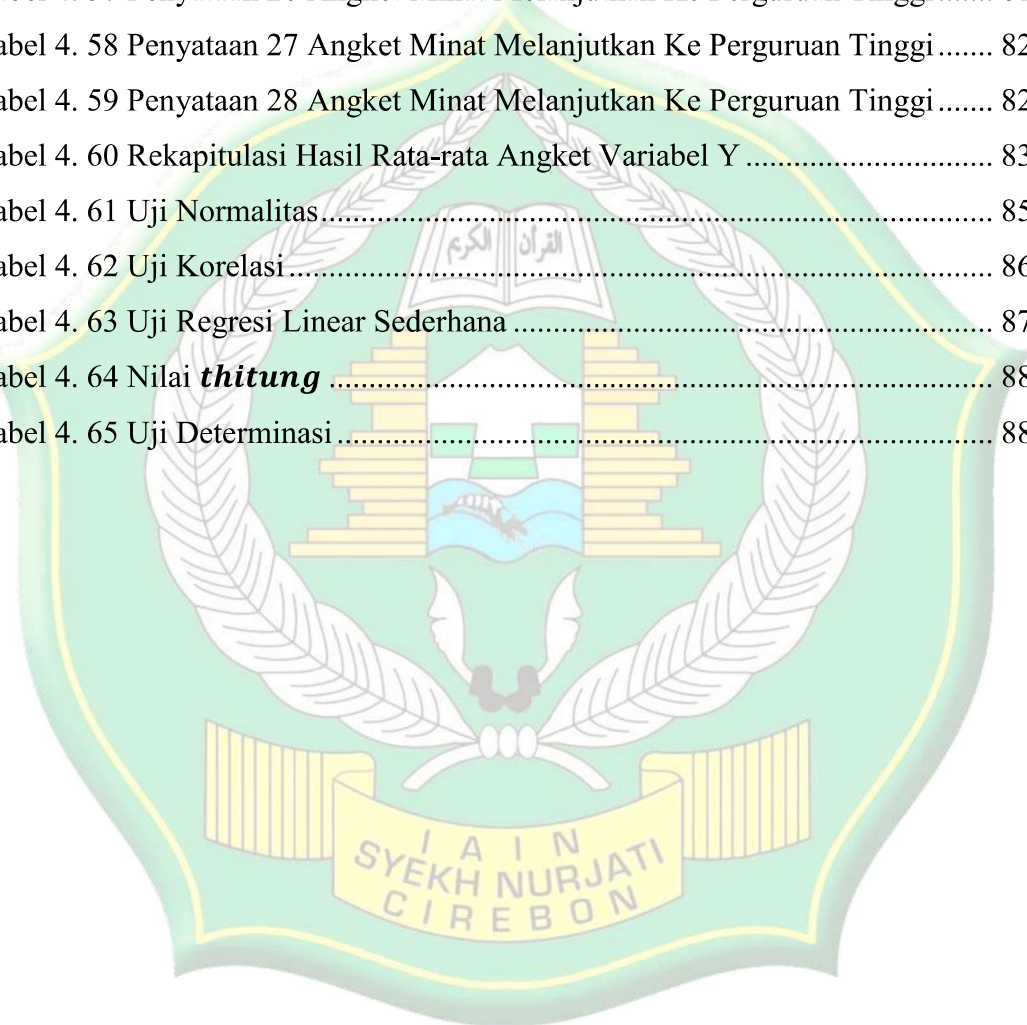 abel 4. 58 Penyataan 27 Angket Minat Melanjutkan Ke Perguruan Tinggi ....... 82
abel 4. 59 Penyataan 28 Angket Minat Melanjutkan Ke Perguruan Tinggi ....... 82
abel 4. 60 Rekapitulasi Hasil Rata-rata Angket Variabel Y ............................... 83
abel 4. 61 Uji Normalitas .................................................................................... 85
abel 4. 62 Uji Korelasi ........................................................................................ 86
abel 4. 63 Uji Regresi Linear Sederhana ............................................................ 87
abel 4. 64 Nilai thitung ................................................................................... 88
abel 4. 65 Uji Determinasi .................................................................................. 88
القرآن الكريم
IAIN
SYEKH NURJATI
CIREBON